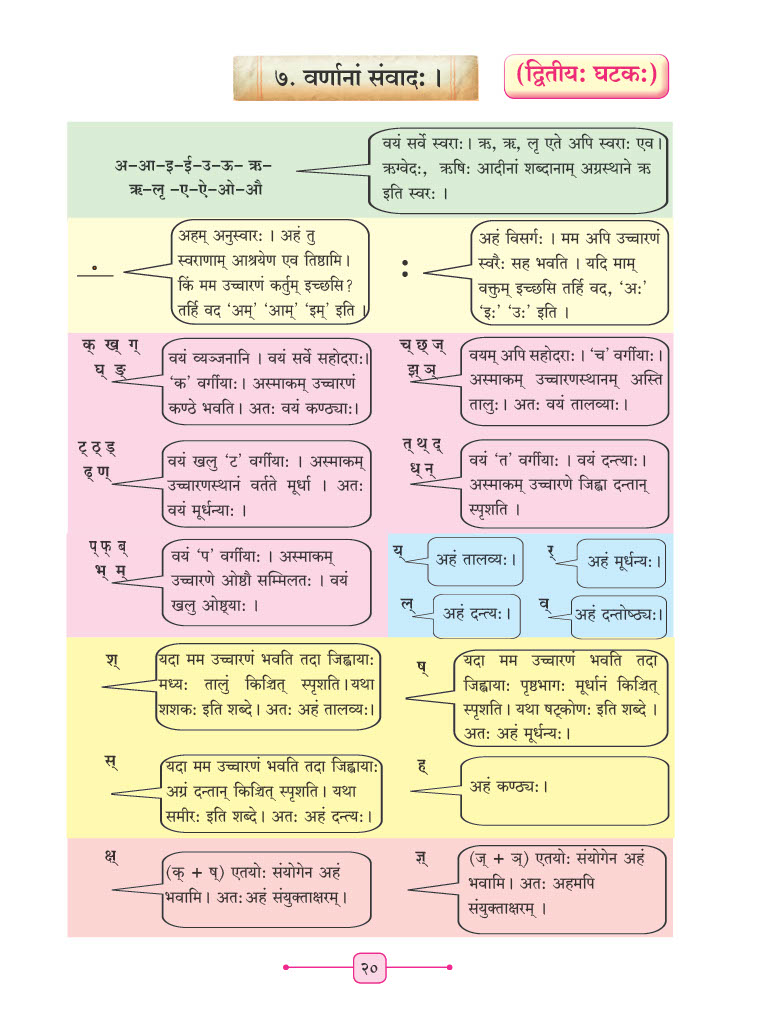 ७. वर्णानां संवादः ।
(द्वितीयः घटकः)
अ-आ-इ-ई-उ-ऊ- ऋ-
ऋ-लृ -ए-ऐ-ओ-औ
वयं सर्वे स्वराः । ऋ, ऋ, लृ एते अपि स्वराः एव ।
ऋग्वेदः, ऋषिः आदीनां शब्दानाम् अग्रस्थाने ऋ
इति स्वरः ।
अहम् अनुस्वारः । अहं तु
स्वराणाम् आश्रयेण एव तिष्ठामि ।
किं मम उच्चारणं कर्तुम् इच्छसि?
तर्हि वद ‘अम्’ ‘आम्’ ‘इम्’ इति ।
:
अहं विसर्गः । मम अपि उच्चारणं
स्वरैः सह भवति । यदि माम्
वक्तुम् इच्छसि तर्हि वद, ‘अः’
‘इः’ ‘उः’ इति ।
क् ख् ग्
घ् ङ्
वयं व्यञ्जनानि । वयं सर्वे सहोदराः।
‘क’ वर्गीयाः । अस्माकम् उच्चारणं
कण्ठे भवति । अतः वयं कण्ठ्याः ।
च् छ् ज्
झ् ञ्
वयम् अपि सहोदराः । ‘च’ वर्गीयाः ।
अस्माकम् उच्चारणस्थानम् अस्ति
तालुः । अतः वयं तालव्याः ।
ट् ठ् ड्
ढ् ण्
वयं खलु ‘ट’ वर्गीयाः । अस्माकम्
उच्चारणस्थानं वर्तते मूर्धा । अतः
वयं मूर्धन्याः ।
त् थ् द्
ध् न्
वयं ‘त’ वर्गीयाः । वयं दन्त्याः ।
अस्माकम् उच्चारणे जिह्वा दन्तान्
स्पृशति ।
प् फ् ब्
भ् म्
वयं ‘प’ वर्गीयाः । अस्माकम्
उच्चारणे ओष्ठौ सम्मिलतः । वयं
खलु ओष्ठ्याः ।
य्
अहं तालव्यः ।
र्
अहं मूर्धन्यः ।
ल्
अहं दन्त्यः ।
व्
अहं दन्तोष्ठ्यः ।
श्
यदा मम उच्चारणं भवति तदा जिह्वायाः
मध्यः तालुं किञ्चित् स्पृशति । यथा
शशकः इति शब्दे । अतः अहं तालव्यः ।
ष्
यदा मम उच्चारणं भवति तदा
जिह्वायाः पृष्ठभागः मूर्धानं किञ्चित्
स्पृशति । यथा षट्कोणः इति शब्दे ।
अतः अहं मूर्धन्यः ।
स्
यदा मम उच्चारणं भवति तदा जिह्वायाः
अग्रं दन्तान् किञ्चित् स्पृशति । यथा
समीरः इति शब्दे । अतः अहं दन्त्यः ।
ह्
अहं कण्ठ्यः ।
क्ष्
(क् + ष्) एतयोः संयोगेन अहं
भवामि । अतः अहं संयुक्ताक्षरम् ।
ज्ञ्
(ज् + ञ्) एतयोः संयोगेन अहं
भवामि । अतः अहमपि
संयुक्ताक्षरम् ।
२०